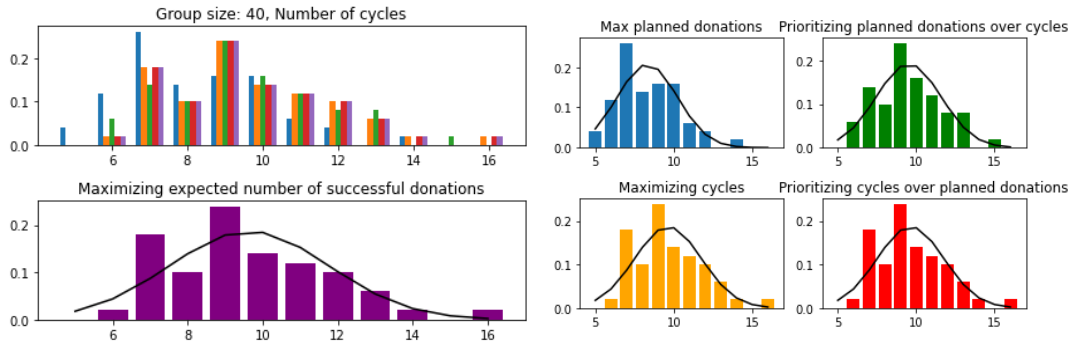 Group size: 40, Number of cycles
0.2
0.1
0.0
6 8 10 12 14 16
Maximizing expected number of successful donations
0.2
0.1
0.0
6 8 10 12 14 16
Max planned donations
0.2
0.1
0.0
5 10 15
Prioritizing planned donations over cycles
0.2
0.1
0.0
5 10 15
Maximizing cycles
0.2
0.1
0.0
5 10 15
Prioritizing cycles over planned donations
0.2
0.1
0.0
5 10 15